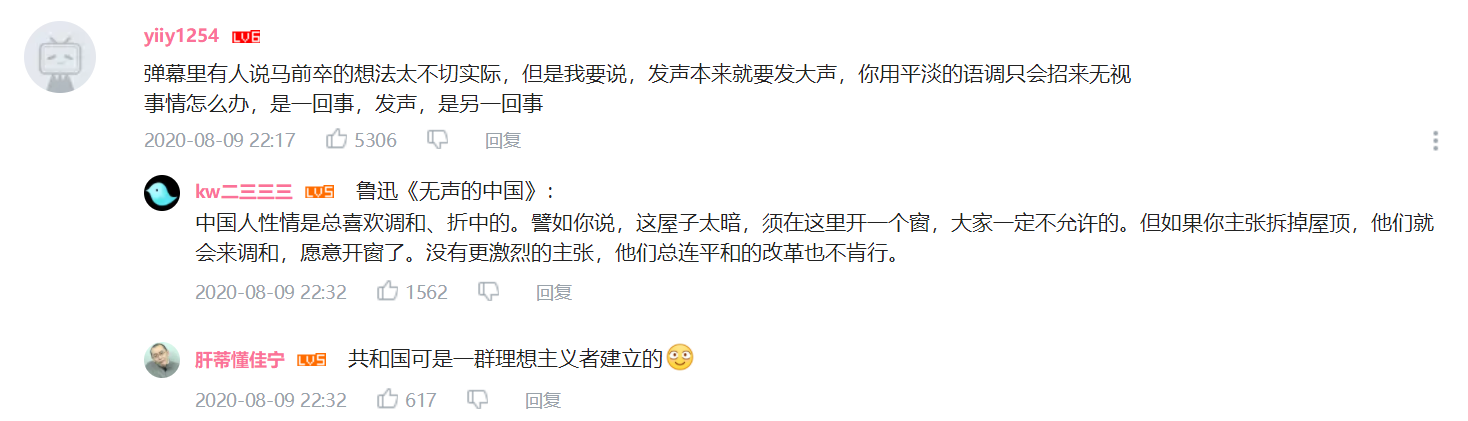 yiiy1254 LV6
弹幕里有人说马前卒的想法太不切实际，但是我要说，发声本来就要发大声，你用平淡的语调只会招来无视
事情怎么办，是一回事，发声，是另一回事
2020-08-09 22:17 5306 回复
kw二三三三 LV5 鲁迅《无声的中国》：
中国人性情是总喜欢调和、折中的。譬如你说，这屋子太暗，须在这里开一个窗，大家一定不允许的。但如果你主张拆掉屋顶，他们就
会来调和，愿意开窗了。没有更激烈的主张，他们总连平和的改革也不肯行。
2020-08-09 22:32 1562 回复
肝蒂懂佳宁 LV5 共和国可是一群理想主义者建立的
2020-08-09 22:32 617 回复